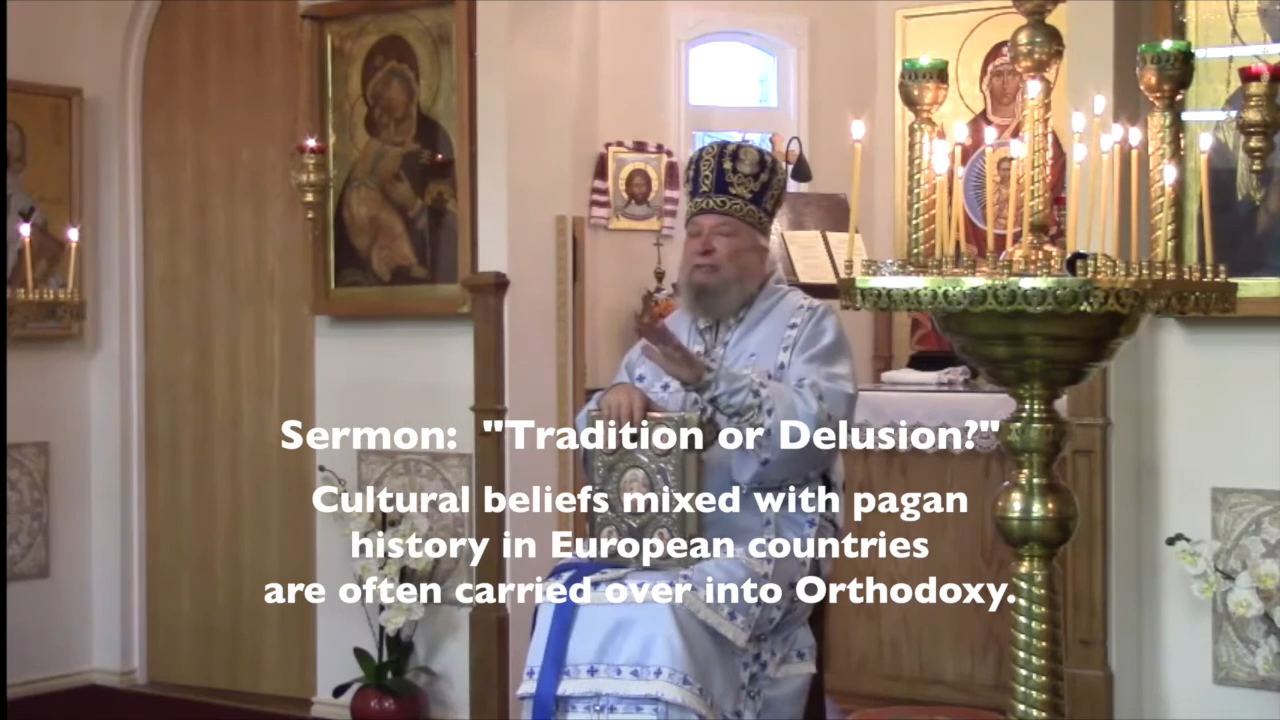 Sermon:  "Tradition or Delusion?"
Cultural beliefs mixed with pagan
history in European countries
are often carried over into Orthodoxy.